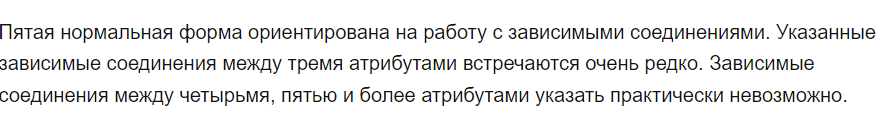 Пятая нормальная форма ориентирована на работу с зависимыми соединениями. Указанные
зависимые соединения между тремя атрибутами встречаются очень редко. Зависимые
соединения между четырьмя, пятью и более атрибутами указать практически невозможно.